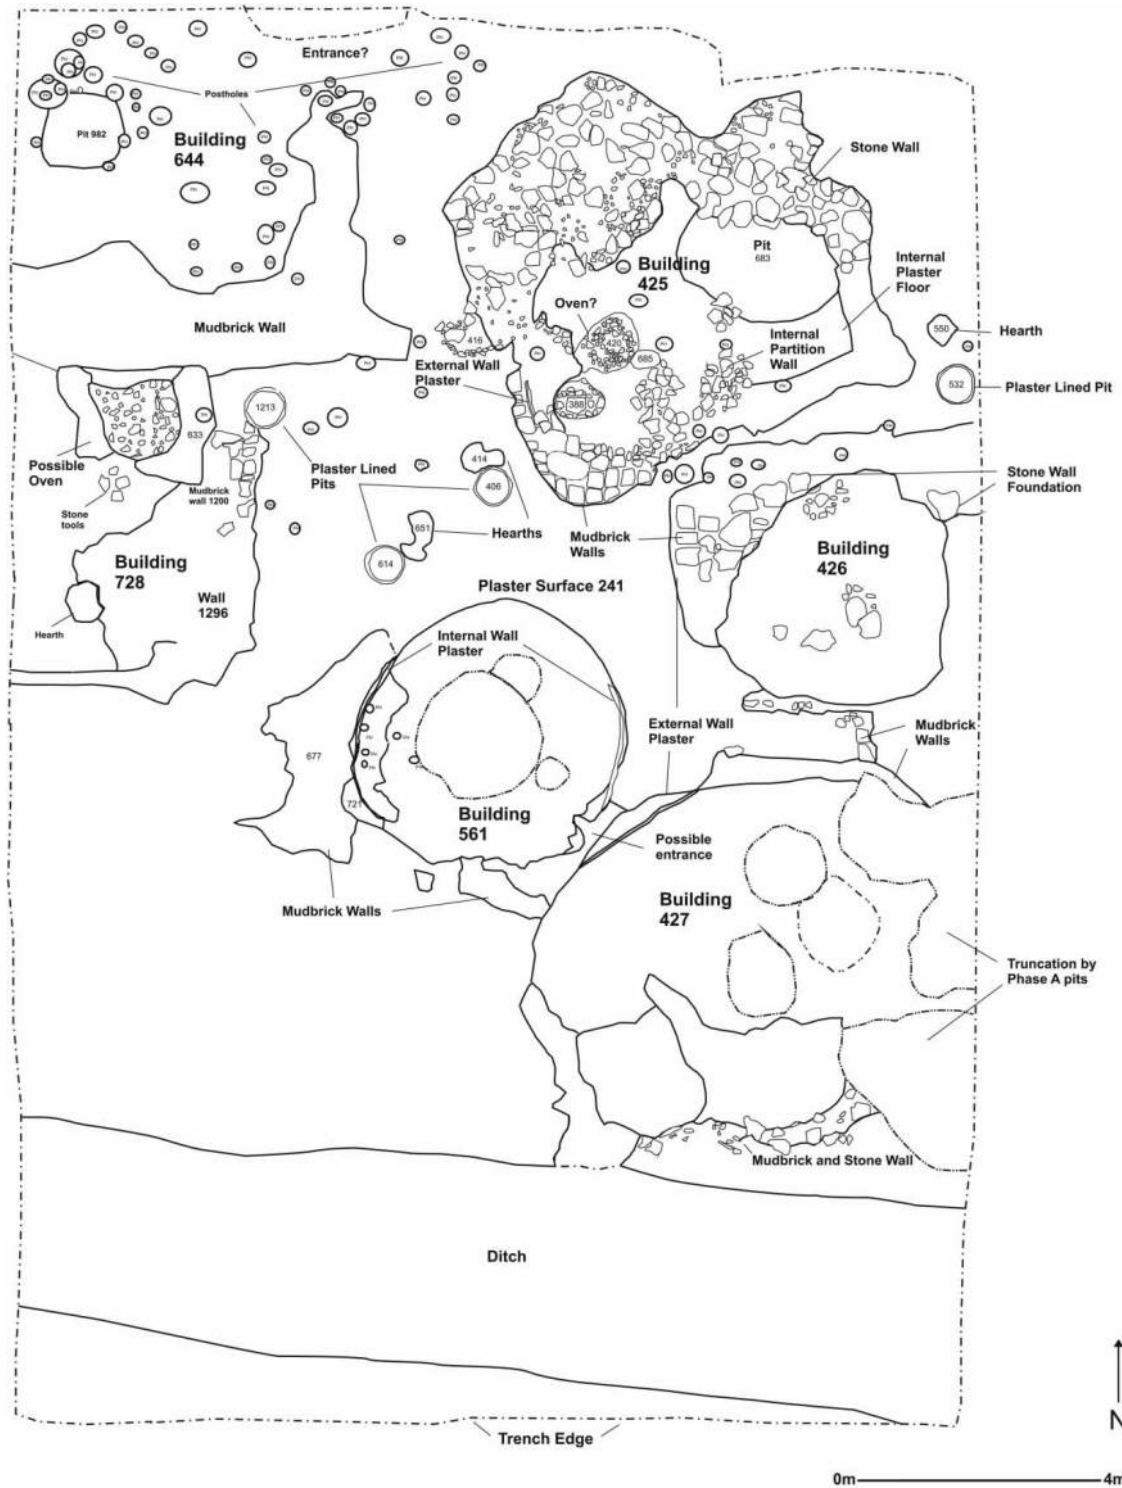 Entrance?
Postholes
Pit 982
Building
644
Stone Wall
Pit
683
Building
425
Internal
Plaster
Floor
Oven?
Mudbrick Wall
416
420
685
550
Hearth
External Wall
Plaster
Internal
Partition
Wall
388
532
Plaster Lined Pit
1213
633
Possible
Oven
Plaster Lined
Pits
414
406
Stone Wall
Foundation
Mudbrick
wall 1200
Stone
tools
651
Hearths
Mudbrick
Walls
Building
426
Building
728
614
Plaster Surface 241
Wall
1296
Hearth
Internal Wall
Plaster
External Wall
Plaster
Mudbrick
Walls
677
721
Building
561
Possible
entrance
Mudbrick Walls
Building
427
Truncation by
Phase A pits
Mudbrick and Stone Wall
Ditch
N
Trench Edge
0m
4m